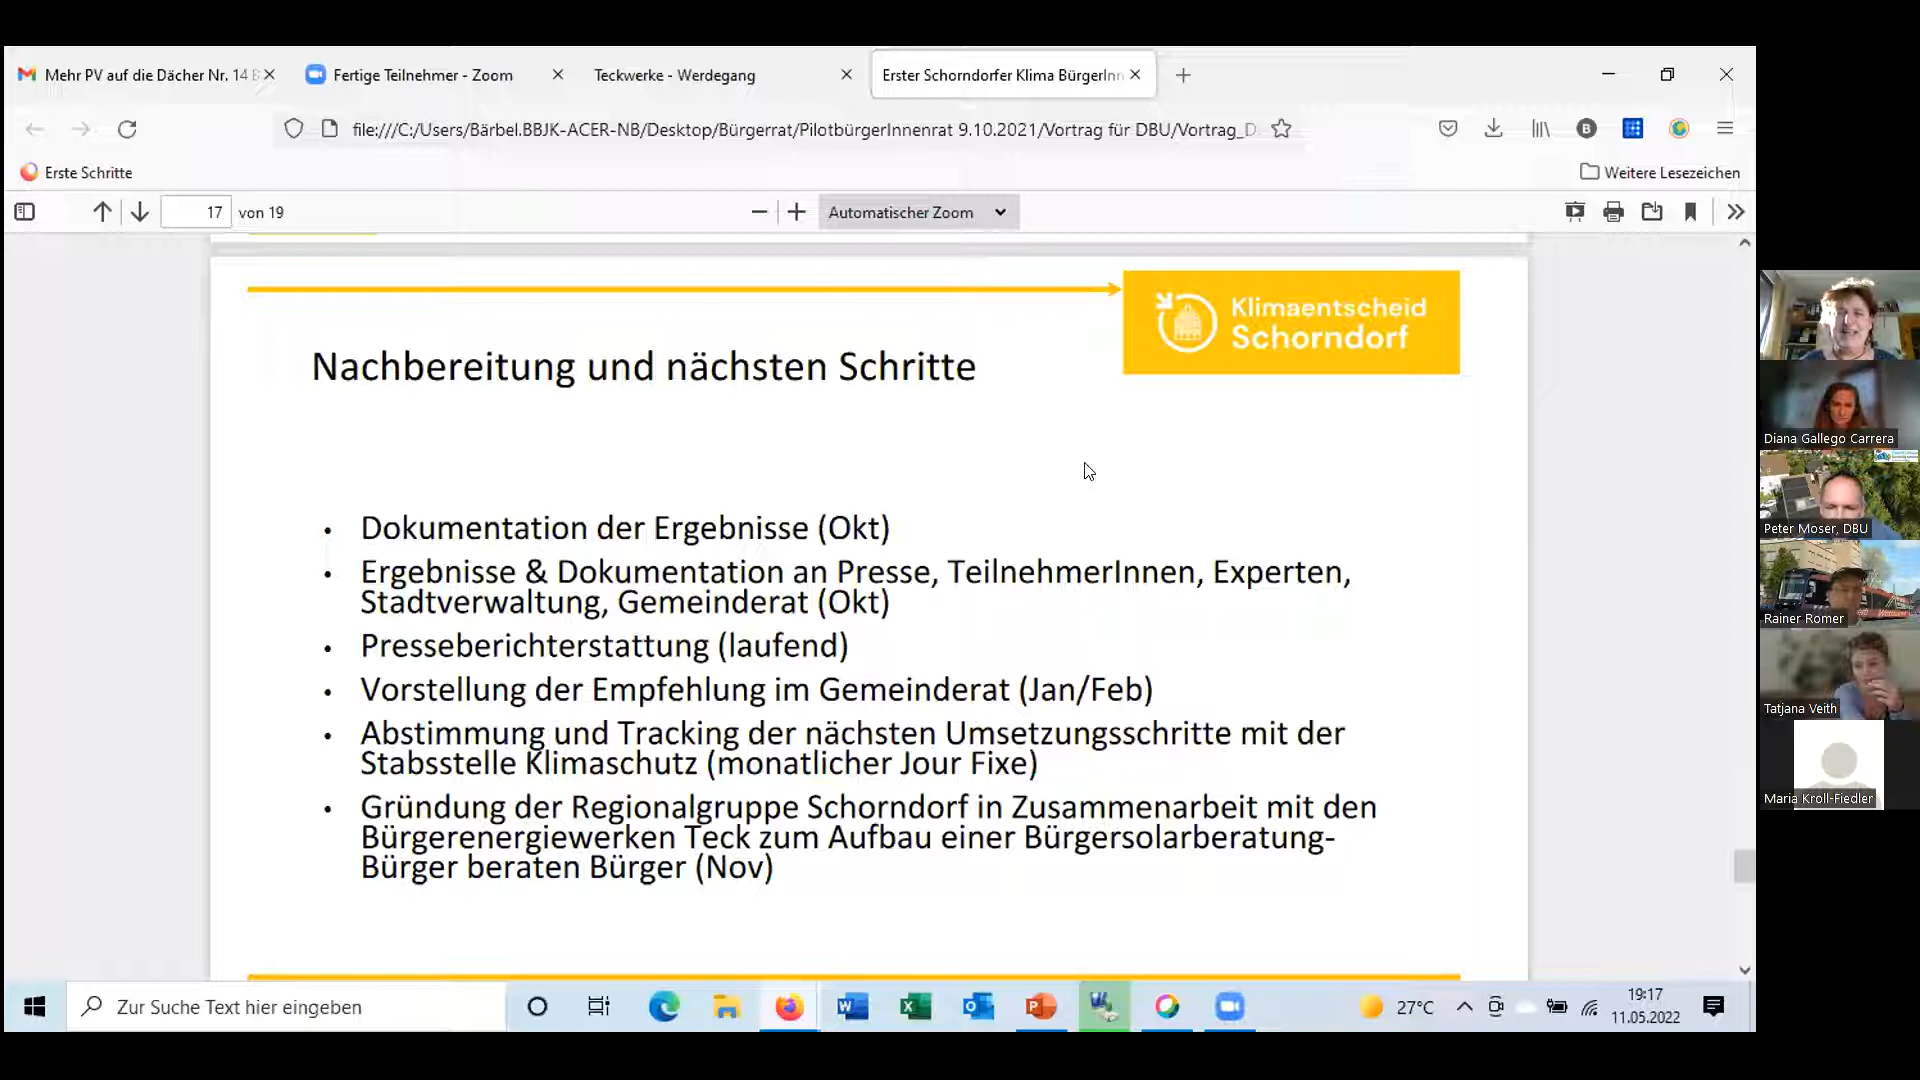 Mehr PV auf die Dächer Nr. 14
Fertige Teilnehmer - Zoom
Teckwerke - Werdegang
Erster Schorndorfer Klima BürgerInn
file:///C:/Users/Bärbel.BBJK-ACER-NB/Desktop/Bürgerrat/PilotbürgerInnenrat 9.10.2021/Vortrag für DBU/Vortrag_D
Erste Schritte
Weitere Lesezeichen
17 von 19
Automatischer Zoom
Klimaentscheid
Schorndorf
Nachbereitung und nächsten Schritte
• Dokumentation der Ergebnisse (Okt)
• Ergebnisse & Dokumentation an Presse, TeilnehmerInnen, Experten,
Stadtverwaltung, Gemeinderat (Okt)
• Presseberichterstattung (laufend)
• Vorstellung der Empfehlung im Gemeinderat (Jan/Feb)
• Abstimmung und Tracking der nächsten Umsetzungsschritte mit der
Stabsstelle Klimaschutz (monatlicher Jour Fixe)
• Gründung der Regionalgruppe Schorndorf in Zusammenarbeit mit den
Bürgerenergiewerken Teck zum Aufbau einer Bürgersolarberatung-
Bürger beraten Bürger (Nov)
Diana Gallego Carrera
Peter Moser, DBU
Rainer Romer
Tatjana Veith
Maria Kroll-Fiedler
Zur Suche Text hier eingeben
27°C
19:17
11.05.2022